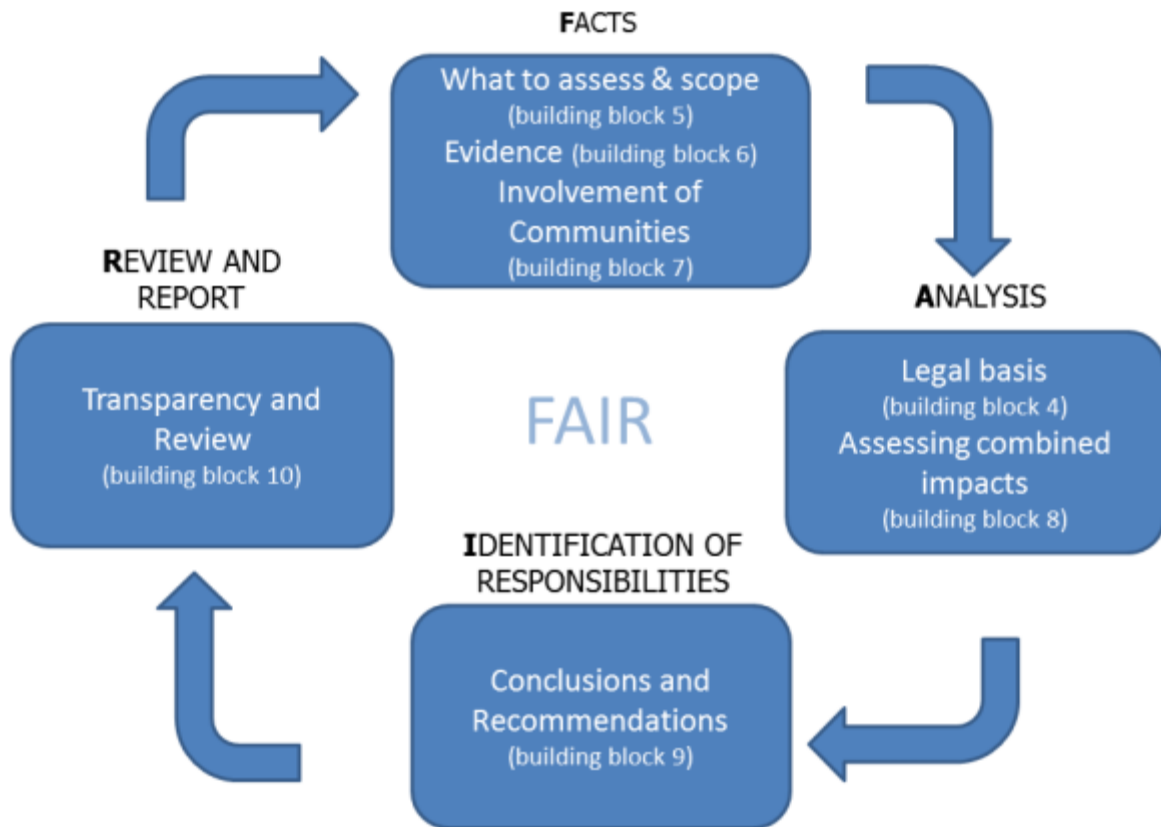 FACTS
What to assess & scope
(building block 5)
Evidence (building block 6)
Involvement of
Communities
(building block 7)
ANALYSIS
Legal basis
(building block 4)
Assessing combined
impacts
(building block 8)
IDENTIFICATION OF
RESPONSIBILITIES
Conclusions and
Recommendations
(building block 9)
REVIEW AND
REPORT
Transparency and
Review
(building block 10)
FAIR